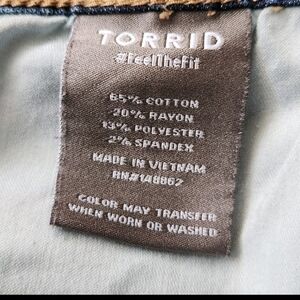 TORRID
#FeelTheFit
65% COTTON
20% RAYON
13% POLYESTER
2% SPANDEX
MADE IN VIETNAM
RN#148862
COLOR MAY TRANSFER
WHEN WORN OR WASHED